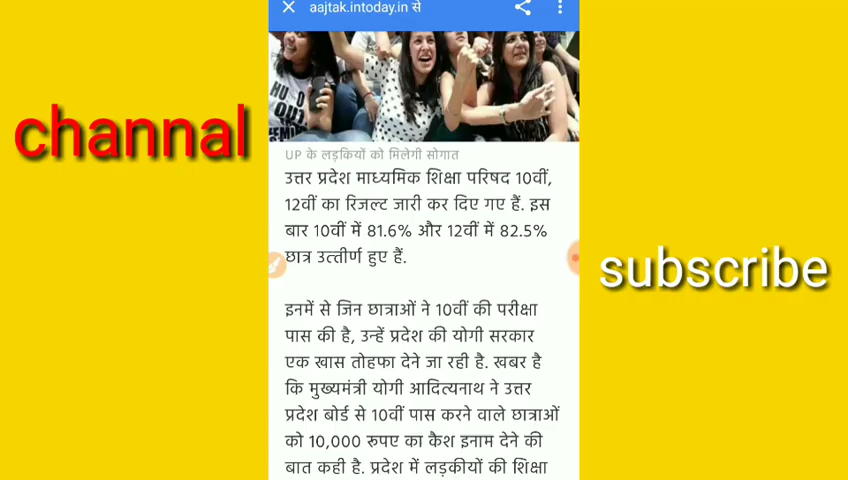 aajtak.intoday.in से
channal
subscribe
UP के लड़कियों को मिलेगी सोगात
उत्तर प्रदेश माध्यमिक शिक्षा परिषद 10वीं,
12वीं का रिजल्ट जारी कर दिए गए हैं. इस
बार 10वीं में 81.6% और 12वीं में 82.5%
छात्र उत्तीर्ण हुए हैं.
इनमें से जिन छात्राओं ने 10वीं की परीक्षा
पास की है, उन्हें प्रदेश की योगी सरकार
एक खास तोहफा देने जा रही है. खबर है
कि मुख्यमंत्री योगी आदित्यनाथ ने उत्तर
प्रदेश बोर्ड से 10वीं पास करने वाले छात्राओं
को 10,000 रूपए का कैश इनाम देने की
बात कही है. प्रदेश में लड़कीयों की शिक्षा